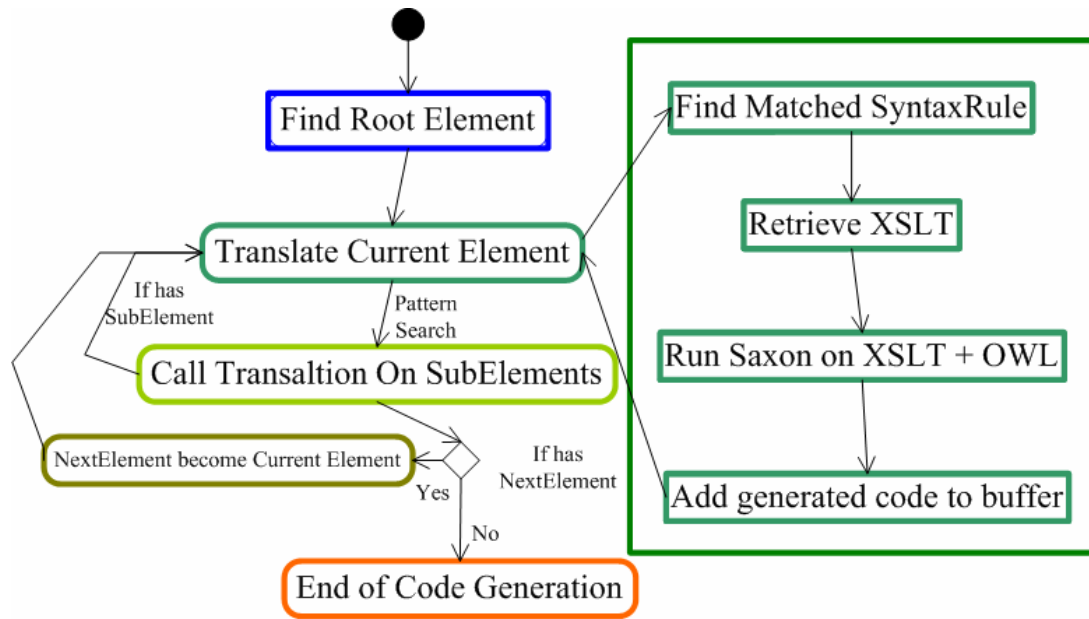 Find Root Element
Translate Current Element
If has
SubElement
Pattern
Search
Call Transaltion On SubElements
NextElement become Current Element
If has
NextElement
Yes
No
End of Code Generation
Find Matched SyntaxRule
Retrieve XSLT
Run Saxon on XSLT + OWL
Add generated code to buffer